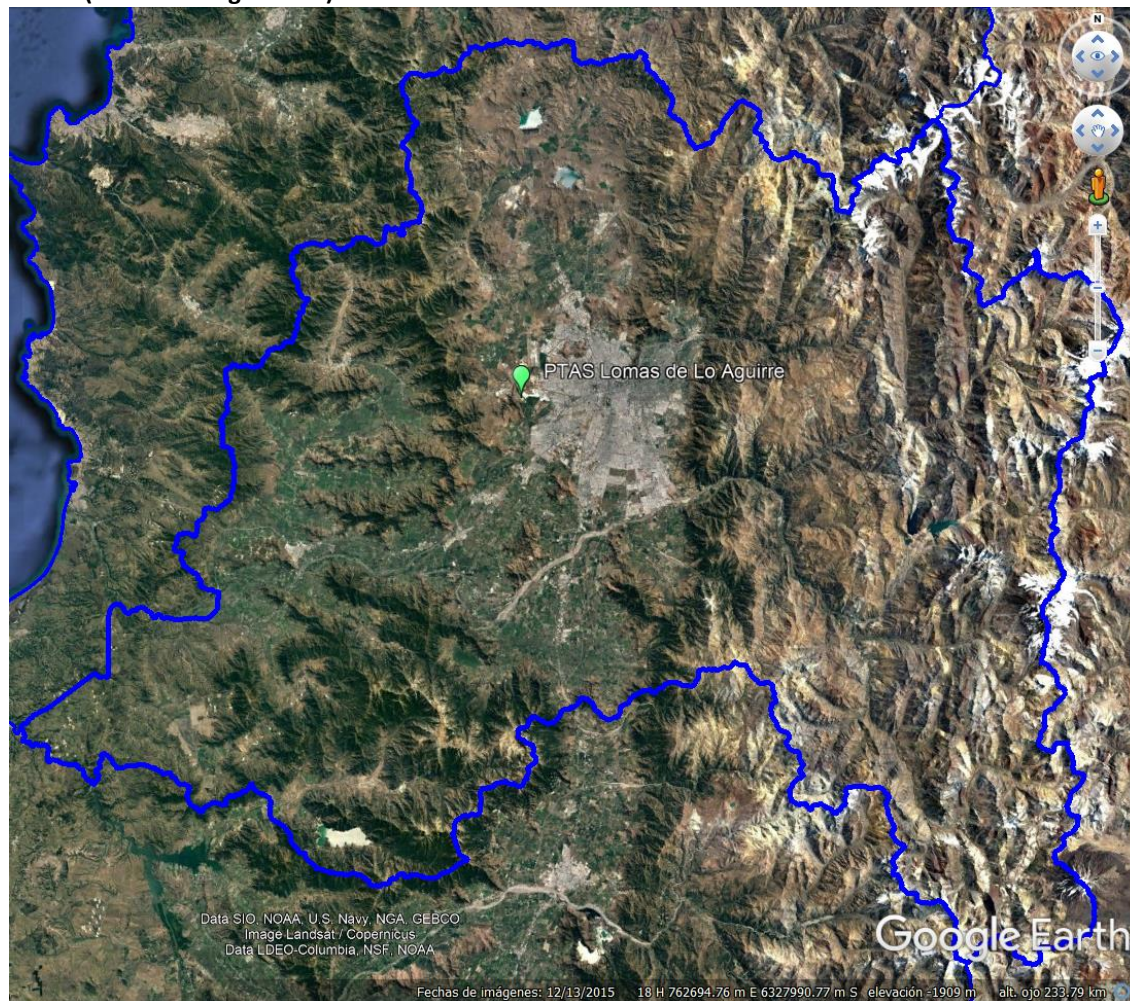 N
PTAS Lomas de Lo Aguirre
Data SIO, NOAA, U.S. Navy, NGA, GEBCO
Image Landsat / Copernicus
Data LDEO-Columbia, NSF, NOAA
Google Earth
Fechas de imágenes: 12/13/2015 18 H 762694.76 m E 6327990.77 m S elevación -1909 m alt. ojo 233.79 km